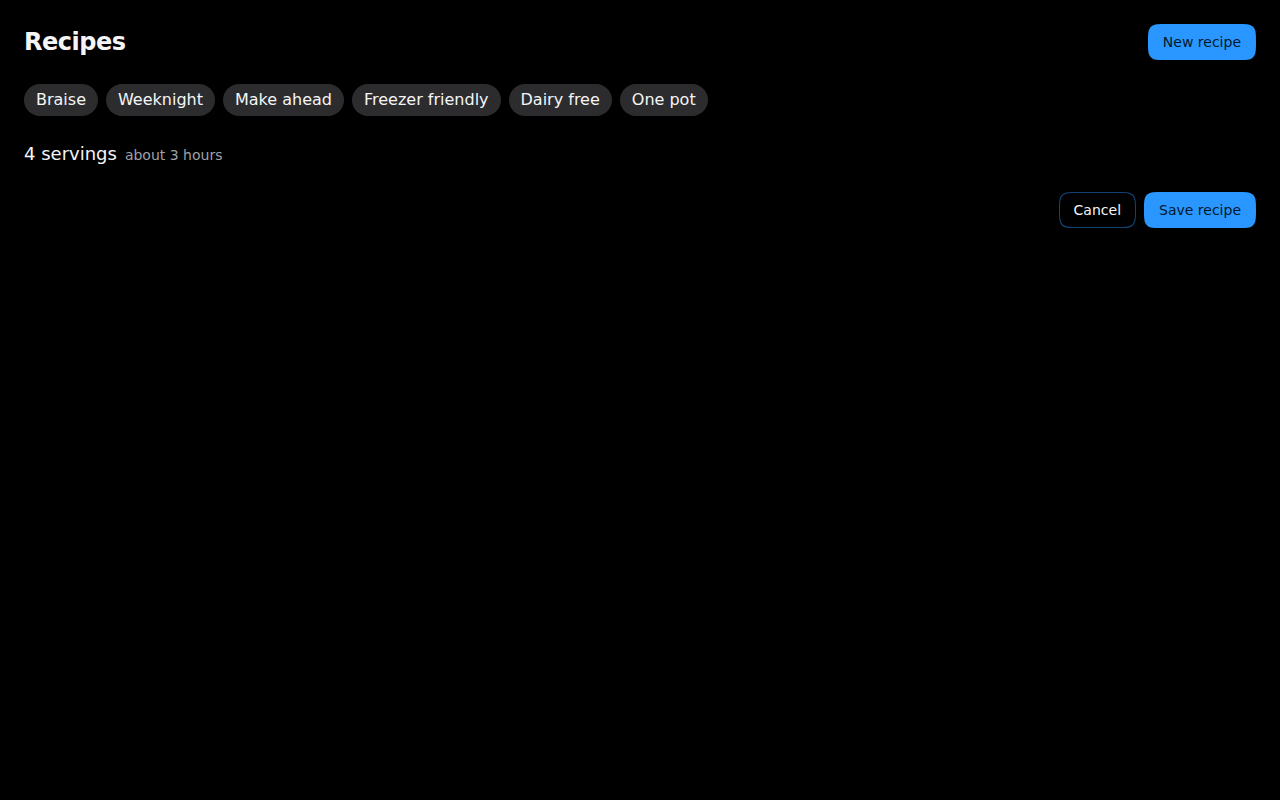 Recipes New recipe
Braise Weeknight Make ahead Freezer friendly Dairy free One pot
4 servings about 3 hours
Cancel Save recipe